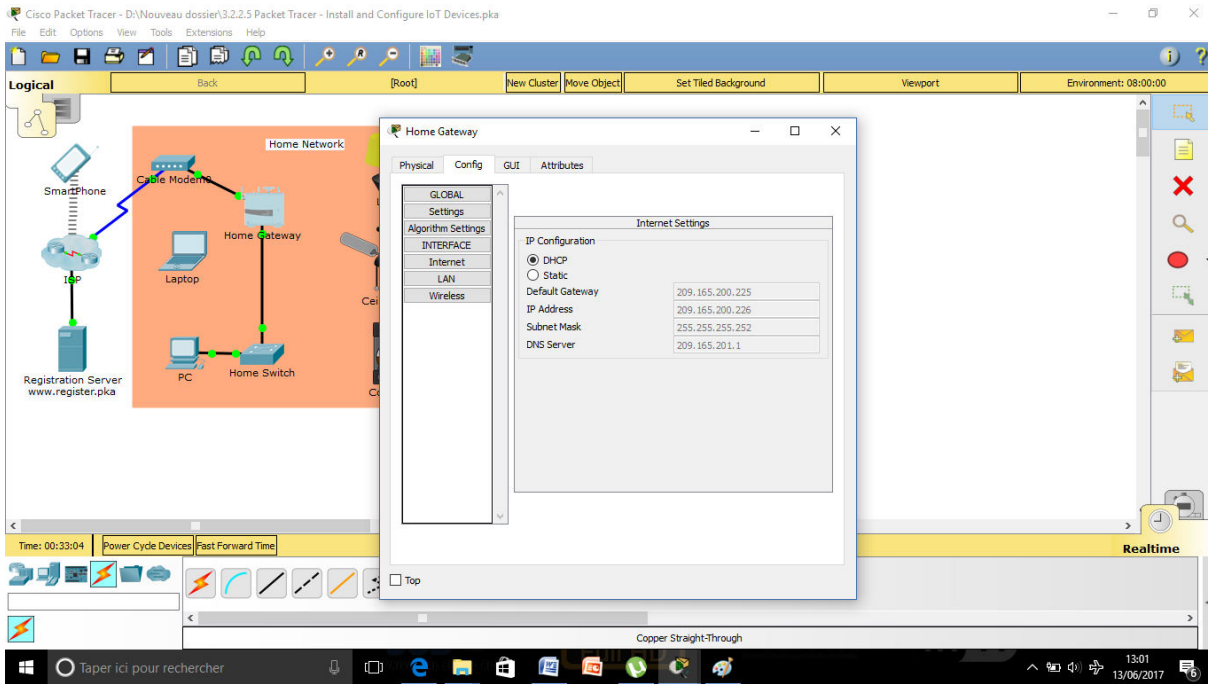 Cisco Packet Tracer - D:\Nouveau dossier\3.2.2.5 Packet Tracer - Install and Configure IoT Devices.pka
File Edit Options View Tools Extensions Help
Logical Back [Root] New Cluster Move Object Set Tiled Background Viewport Environment: 08:00:00
Home Network
SmartPhone
Cable Modem0
Home Gateway
ISP
Laptop
Cei
Registration Server
www.register.pka
PC
Home Switch
Co
Home Gateway
Physical Config GUI Attributes
GLOBAL
Settings
Algorithm Settings
INTERFACE
Internet
LAN
Wireless
Internet Settings
IP Configuration
DHCP
Static
Default Gateway 209.165.200.225
IP Address 209.165.200.226
Subnet Mask 255.255.255.252
DNS Server 209.165.201.1
Top
Time: 00:33:04 Power Cycle Devices Fast Forward Time
Realtime
Copper Straight-Through
Taper ici pour rechercher
13:01
13/06/2017
6